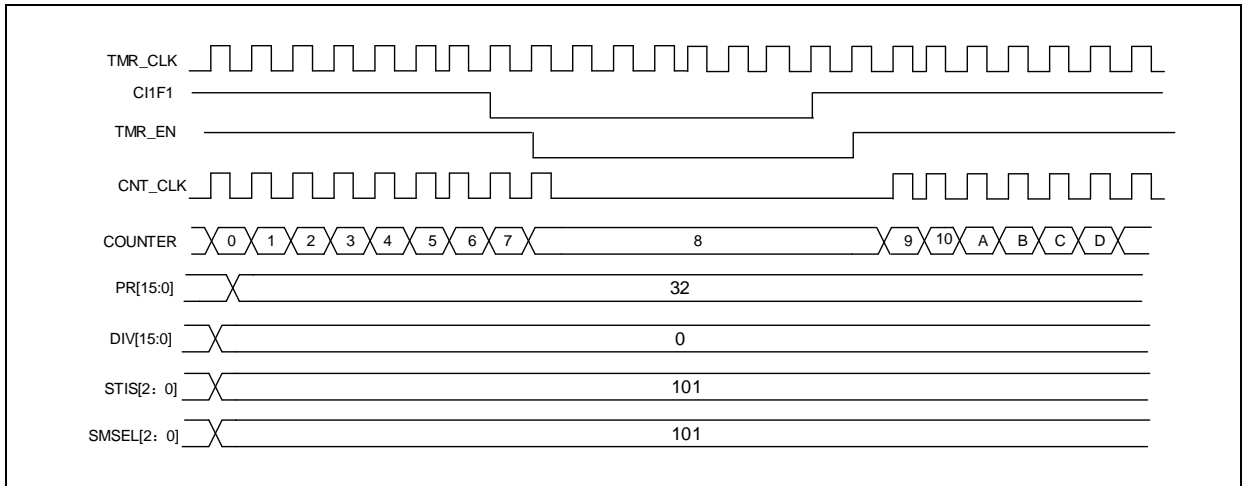 TMR_CLK
CI1F1
TMR_EN
CNT_CLK
COUNTER 0 1 2 3 4 5 6 7 8 9 10 A B C D
PR[15:0] 32
DIV[15:0] 0
STIS[2：0] 101
SMSEL[2：0] 101